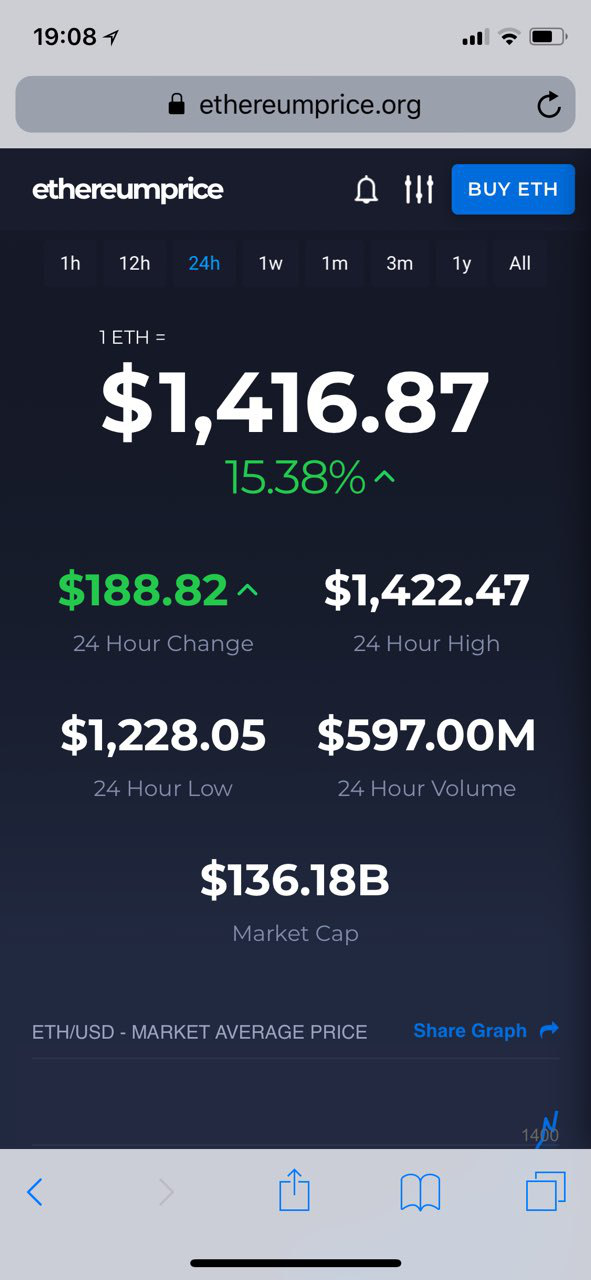 19:08
ethereumprice.org
ethereumprice
BUY ETH
1h 12h 24h 1w 1m 3m 1y All
1 ETH =
$1,416.87
15.38%
$188.82 $1,422.47
24 Hour Change 24 Hour High
$1,228.05 $597.00M
24 Hour Low 24 Hour Volume
$136.18B
Market Cap
ETH/USD - MARKET AVERAGE PRICE Share Graph
1400